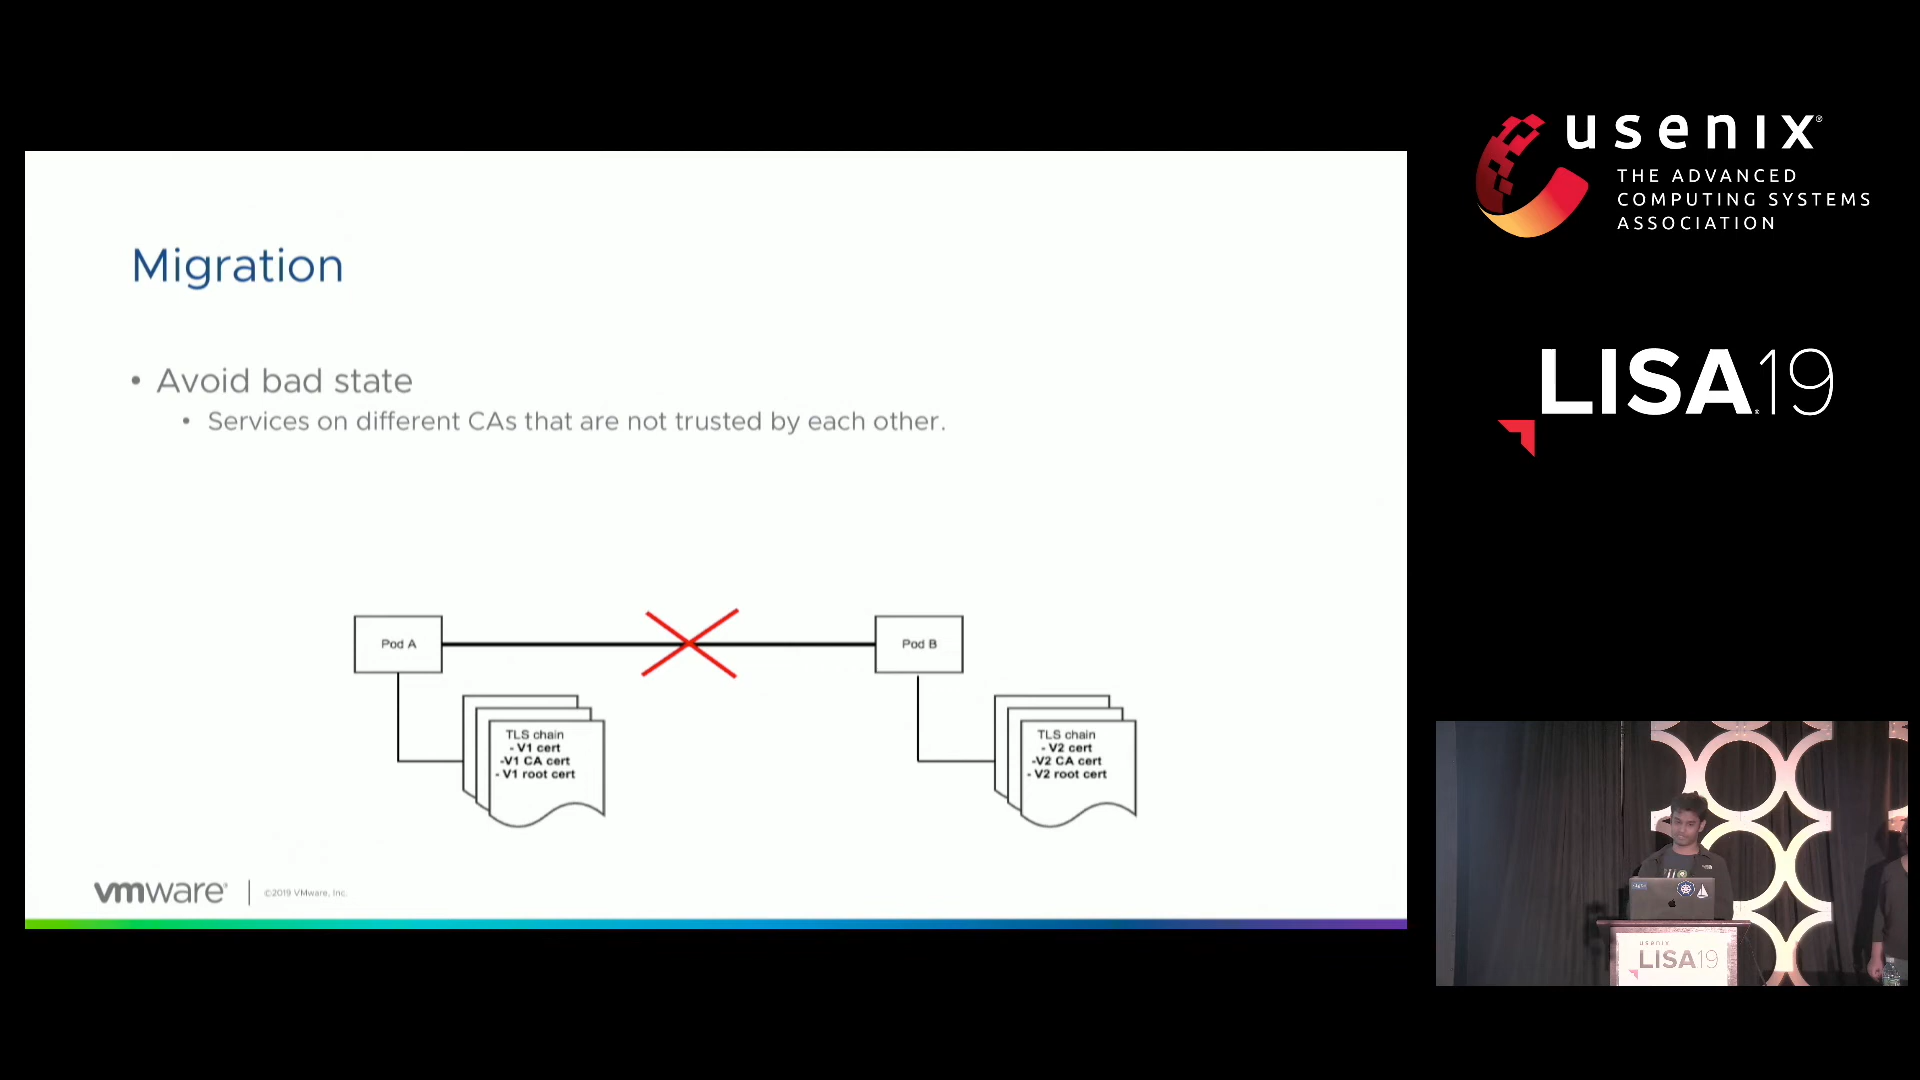 Migration
• Avoid bad state
• Services on different CAs that are not trusted by each other.
Pod A
Pod B
TLS chain
- V1 cert
-V1 CA cert
- V1 root cert
TLS chain
- V2 cert
-V2 CA cert
- V2 root cert
vmware®
©2019 VMware, Inc.
usenix®
THE ADVANCED
COMPUTING SYSTEMS
ASSOCIATION
LISA19
usenix
LISA19